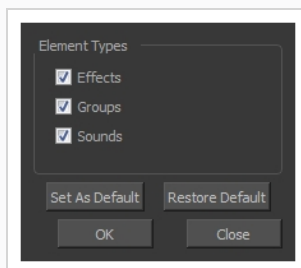 Element Types
Effects
Groups
Sounds
Set As Default Restore Default
OK Close